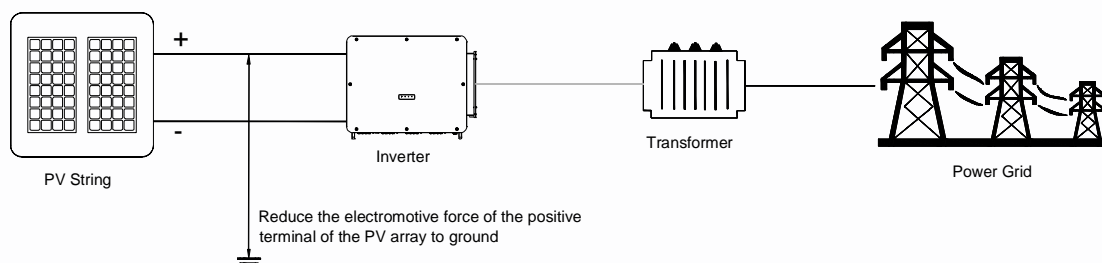 +
-
PV String
Inverter
Transformer
Power Grid
Reduce the electromotive force of the positive
terminal of the PV array to ground